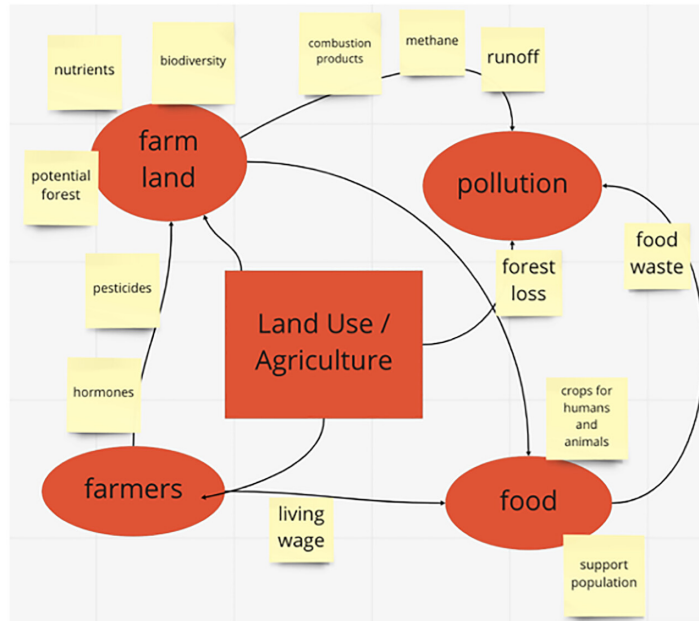 nutrients
biodiversity
combustion
products
methane
runoff
farm
land
potential
forest
pollution
pesticides
forest
loss
food
waste
Land Use /
Agriculture
hormones
crops for
humans
and
animals
farmers
living
wage
food
support
population